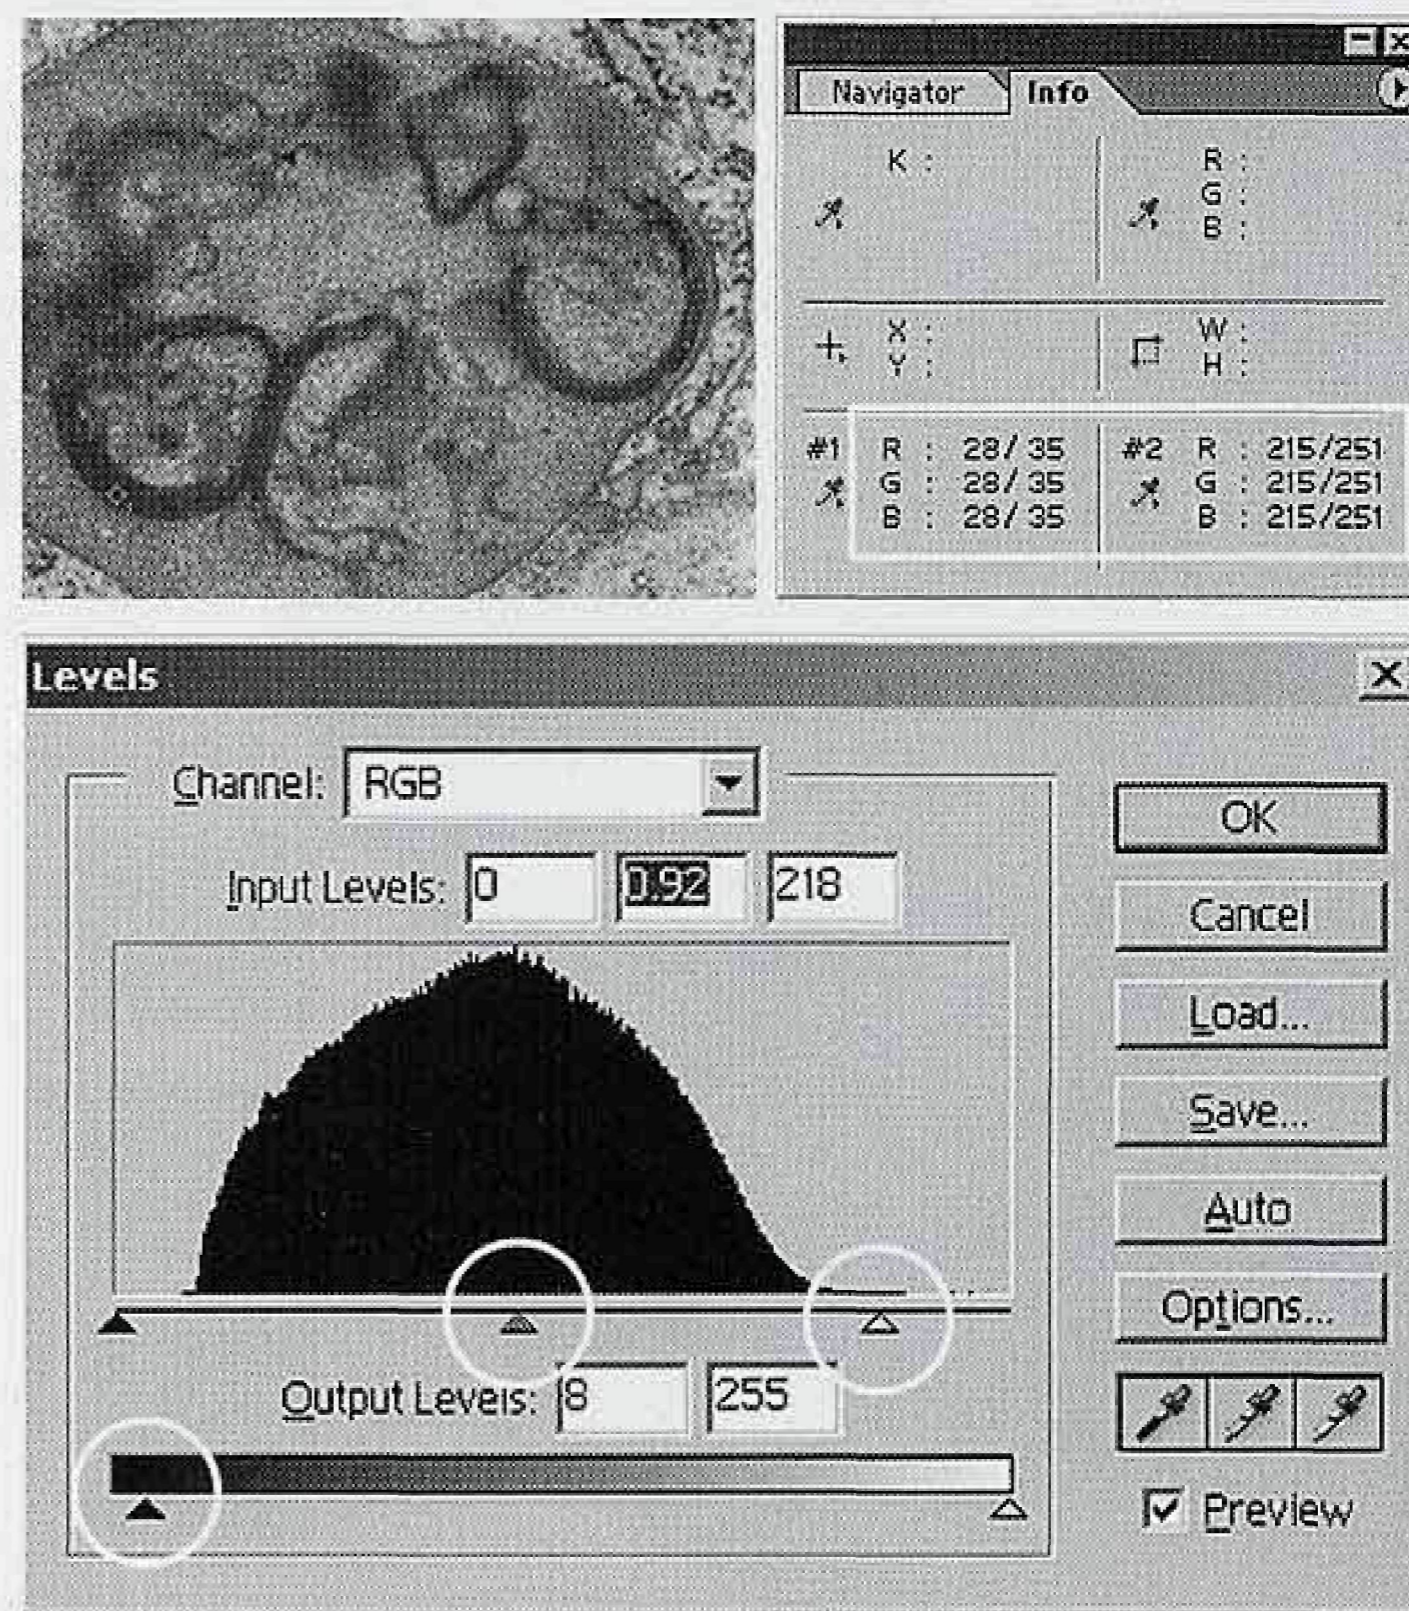 Navigator Info
K :
R :
G :
B :
X :
Y :
W :
H :
#1 R : 28/ 35
G : 28/ 35
B : 28/ 35
#2 R : 215/251
G : 215/251
B : 215/251
Levels
Channel: RGB
Input Levels: 0 0.92 218
Output Levels: 8 255
OK
Cancel
Load...
Save...
Auto
Options...
Preview